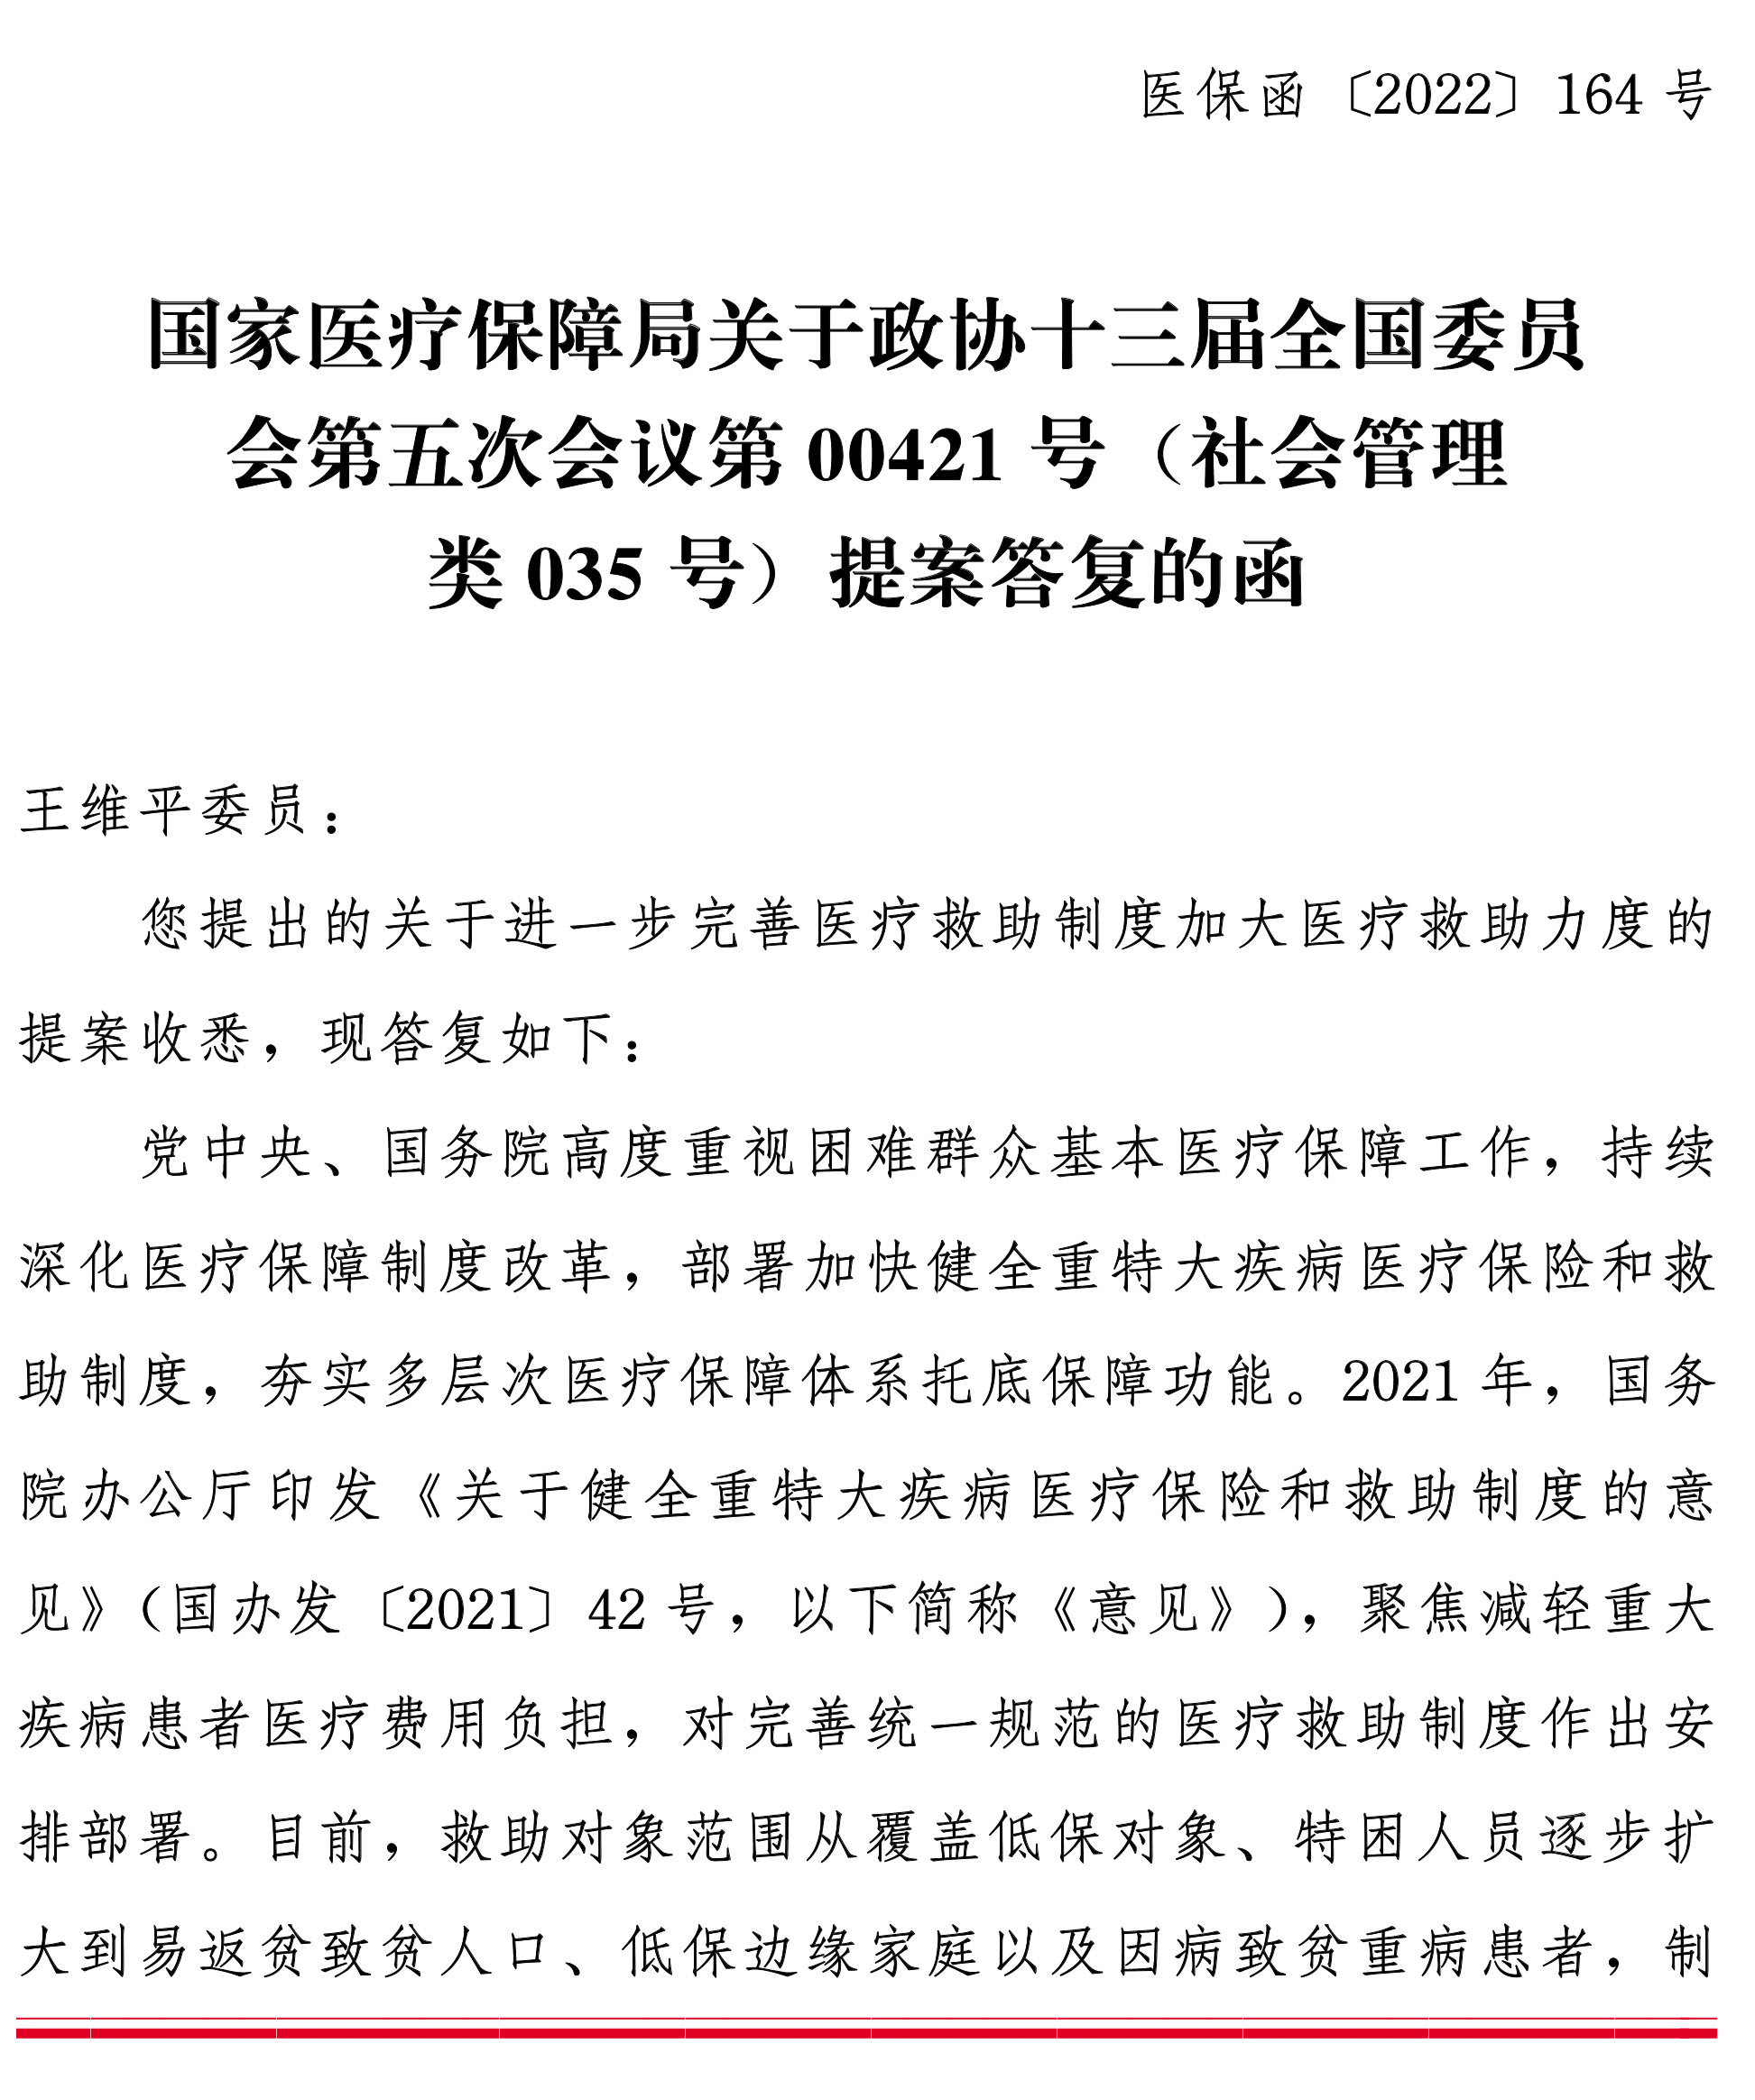 医保函〔2022〕164 号
国家医疗保障局关于政协十三届全国委员
会第五次会议第 00421 号（社会管理
类 035 号）提案答复的函
王维平委员：
您提出的关于进一步完善医疗救助制度加大医疗救助力度的
提案收悉，现答复如下：
党中央、国务院高度重视困难群众基本医疗保障工作，持续
深化医疗保障制度改革，部署加快健全重特大疾病医疗保险和救
助制度，夯实多层次医疗保障体系托底保障功能。2021 年，国务
院办公厅印发《关于健全重特大疾病医疗保险和救助制度的意
见》（国办发〔2021〕42 号，以下简称《意见》），聚焦减轻重大
疾病患者医疗费用负担，对完善统一规范的医疗救助制度作出安
排部署。目前，救助对象范围从覆盖低保对象、特困人员逐步扩
大到易返贫致贫人口、低保边缘家庭以及因病致贫重病患者，制